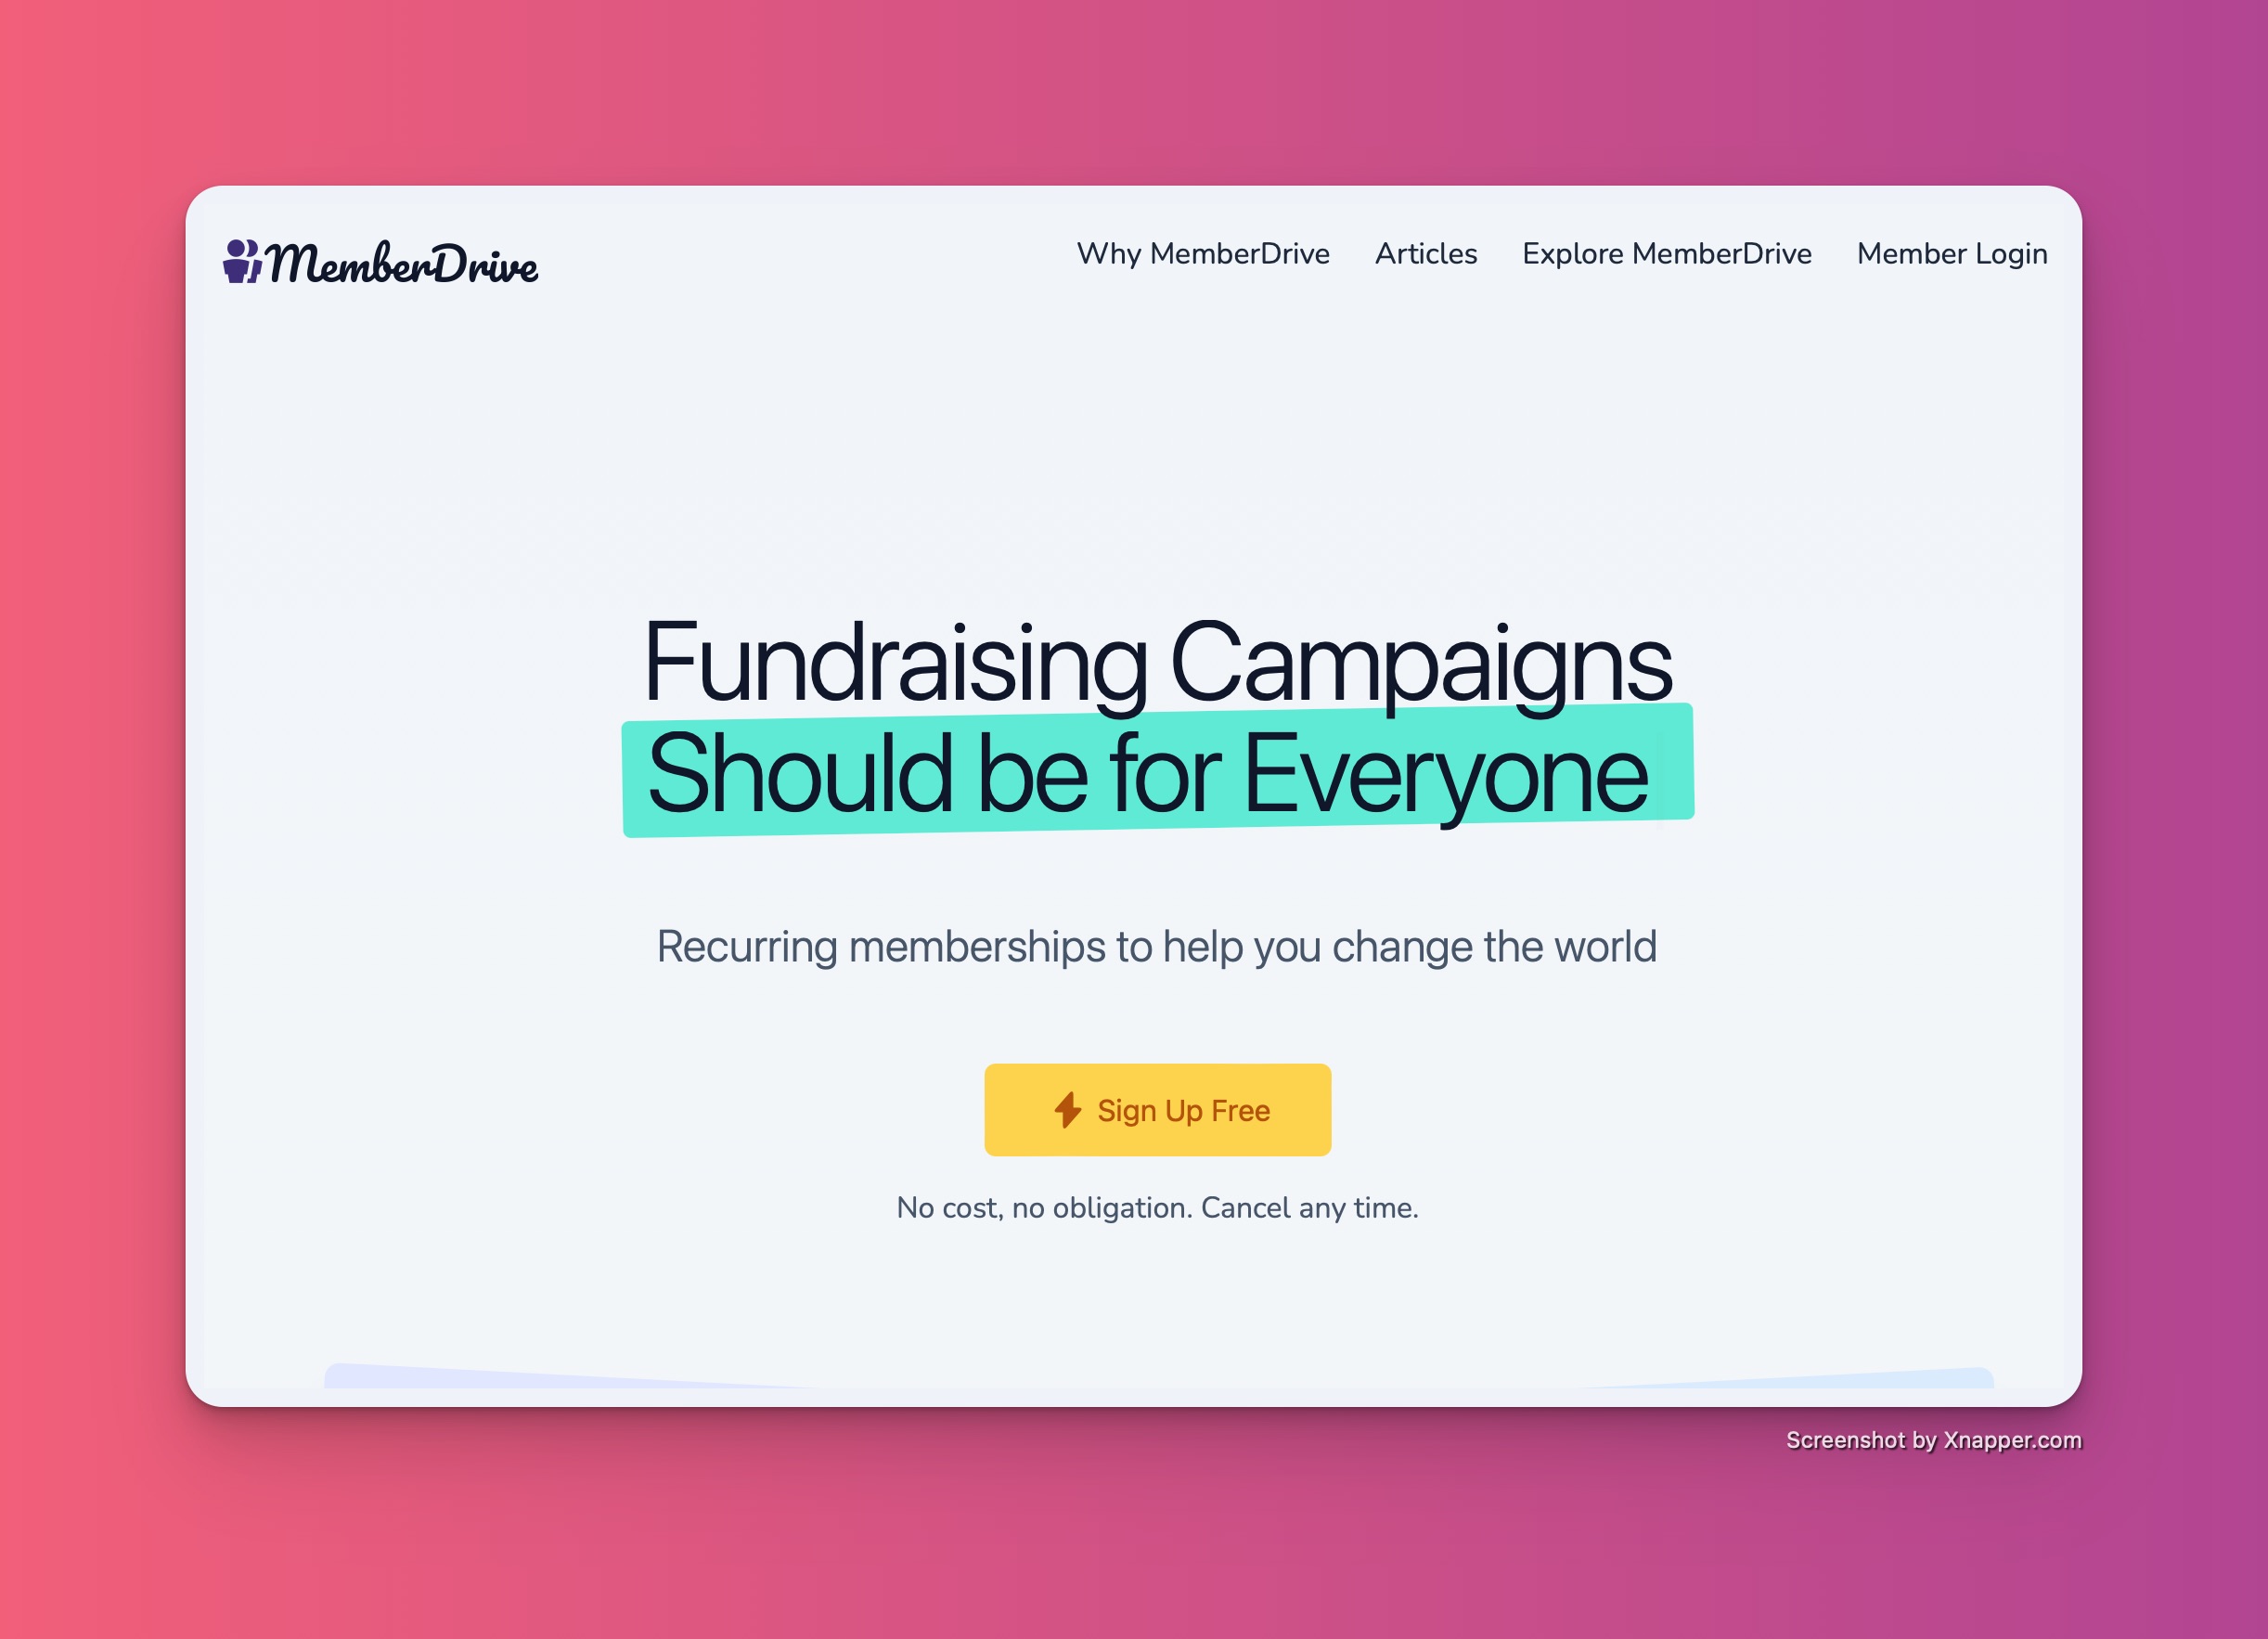 MemberDrive
Why MemberDrive Articles Explore MemberDrive Member Login
Fundraising Campaigns
Should be for Everyone
Recurring memberships to help you change the world
Sign Up Free
No cost, no obligation. Cancel any time.
Screenshot by Xnapper.com